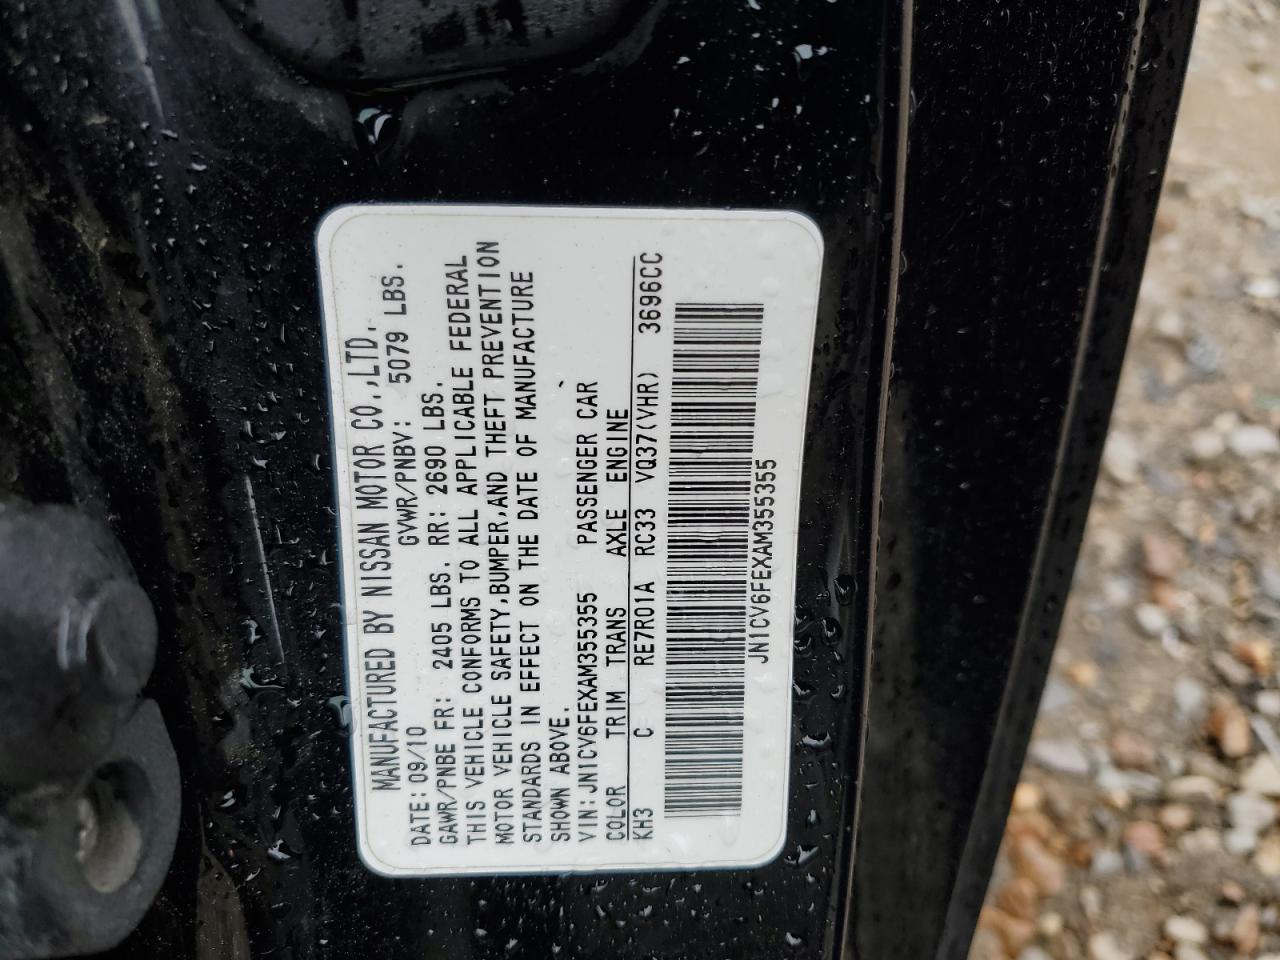 MANUFACTURED BY NISSAN MOTOR CO.,LTD.
DATE: 09/10 GVWR/PNBV: 5079 LBS.
GAWR/PNBE FR: 2405 LBS. RR: 2690 LBS.
THIS VEHICLE CONFORMS TO ALL APPLICABLE FEDERAL
MOTOR VEHICLE SAFETY,BUMPER,AND THEFT PREVENTION
STANDARDS IN EFFECT ON THE DATE OF MANUFACTURE
SHOWN ABOVE.
VIN:JN1CV6FEXAM355355 PASSENGER CAR
COLOR TRIM TRANS AXLE ENGINE
KH3 C RE7R01A RC33 VQ37(VHR) 3696CC
JN1CV6FEXAM355355